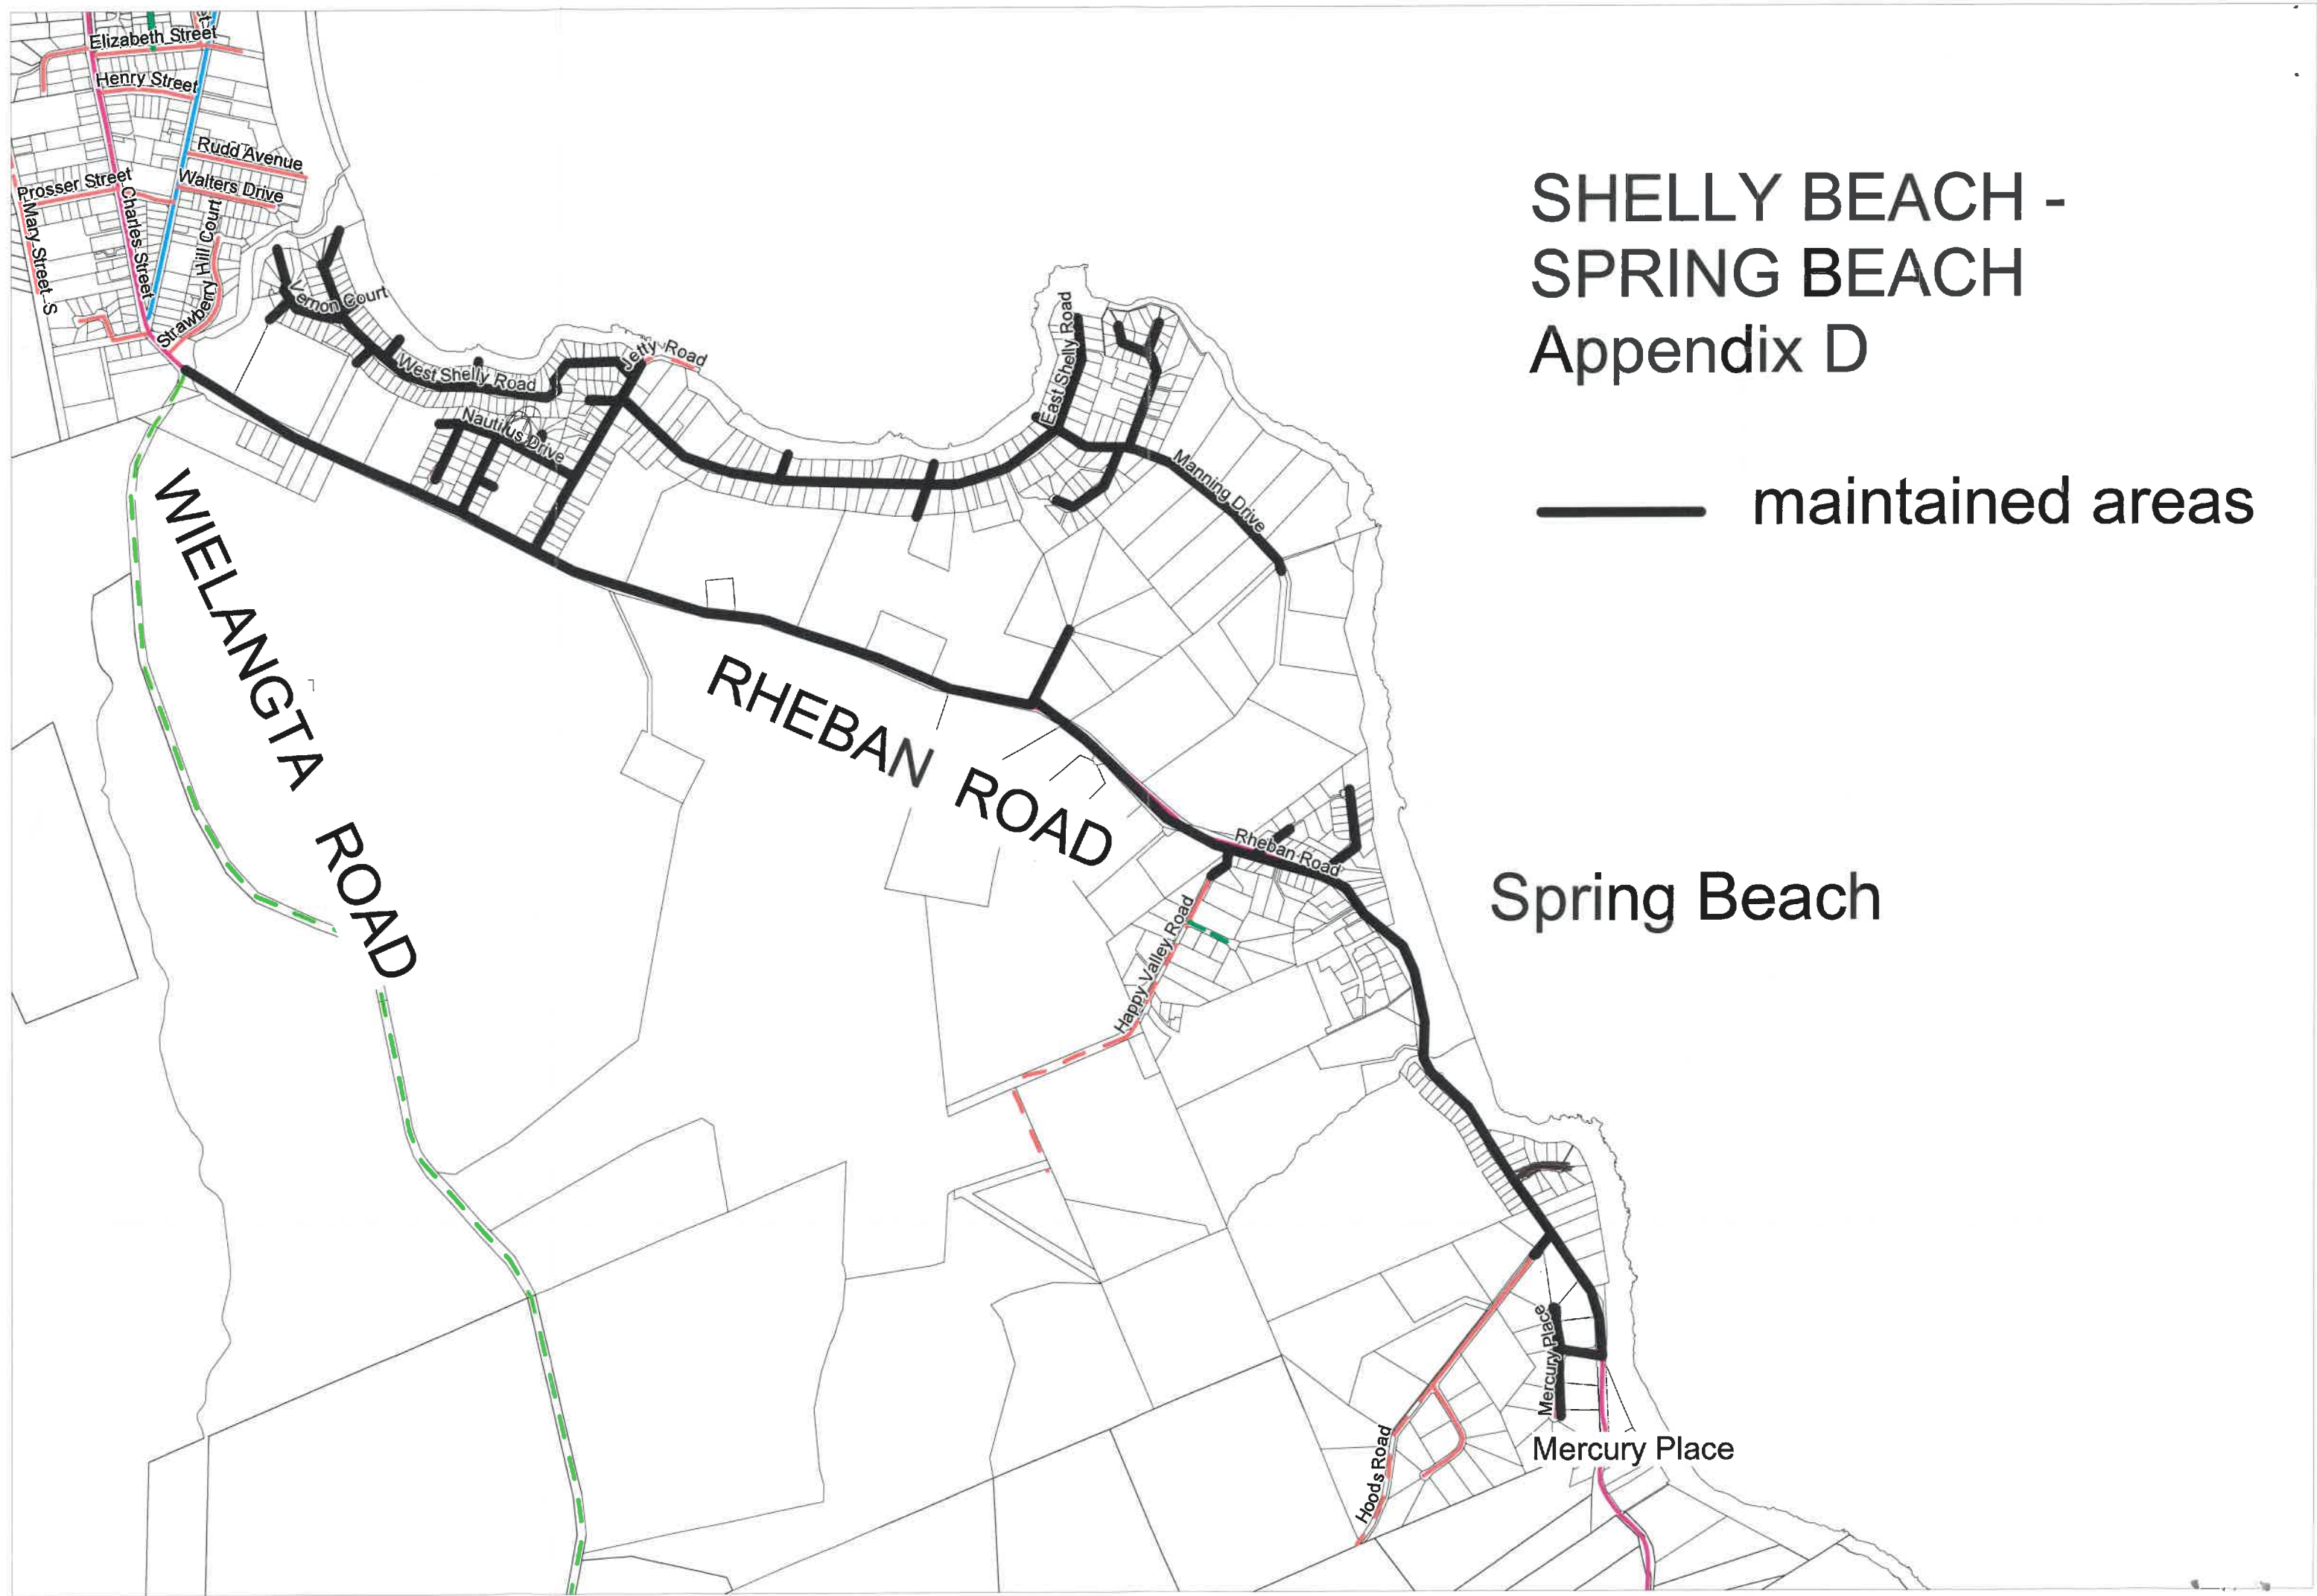 Elizabeth Street
Henry Street
Rudd Avenue
Prosser Street
Walters Drive
Mary Street S
Charles Street
Strawberry Hill Court
Vernon Court
West Shelly Road
Jetty Road
Nautilus Drive
East Shelly Road
Manning Drive
SHELLY BEACH -
SPRING BEACH
Appendix D
maintained areas
WIELANGTA ROAD
RHEBAN ROAD
Rheban Road
Spring Beach
Happy Valley Road
Mercury Place
Mercury Place
Hoods Road